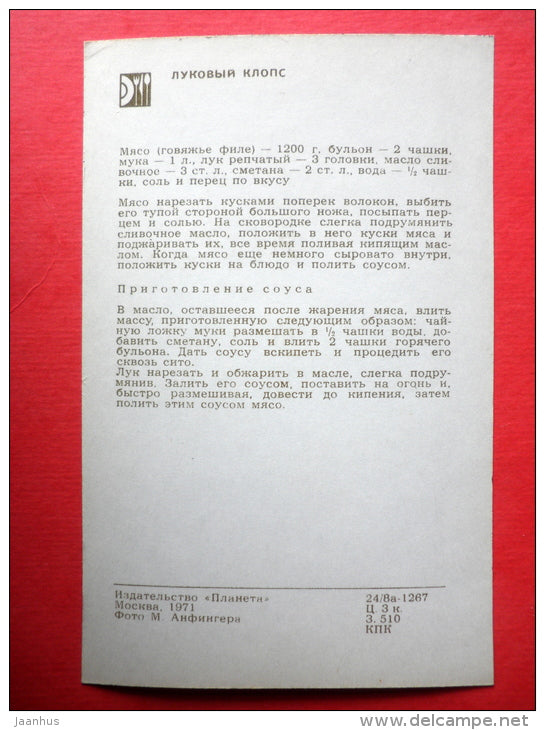 ЛУКОВЫЙ КЛОПС
Мясо (говяжье филе) — 1200 г, бульон — 2 чашки,
мука — 1 л., лук репчатый — 3 головки, масло сли-
вочное — 3 ст. л., сметана — 2 ст. л., вода — ½ чаш-
ки, соль и перец по вкусу
Мясо нарезать кусками поперек волокон, выбить
его тупой стороной большого ножа, посыпать пер-
цем и солью. На сковородке слегка подрумянить
сливочное масло, положить в него куски мяса и
поджаривать их, все время поливая кипящим мас-
лом. Когда мясо еще немного сыровато внутри,
положить куски на блюдо и полить соусом.
Приготовление соуса
В масло, оставшееся после жарения мяса, влить
массу, приготовленную следующим образом: чай-
ную ложку муки размешать в ½ чашки воды, до-
бавить сметану, соль и влить 2 чашки горячего
бульона. Дать соусу вскипеть и процедить его
сквозь сито.
Лук нарезать и обжарить в масле, слегка подру-
мянив. Залить его соусом, поставить на огонь и,
быстро размешивая, довести до кипения, затем
полить этим соусом мясо.
Издательство «Планета»
Москва, 1971
Фото М. Анфингера
24/8а-1267
Ц. 3 к.
З. 510
КПК
jaanhus
www.delcampe.net